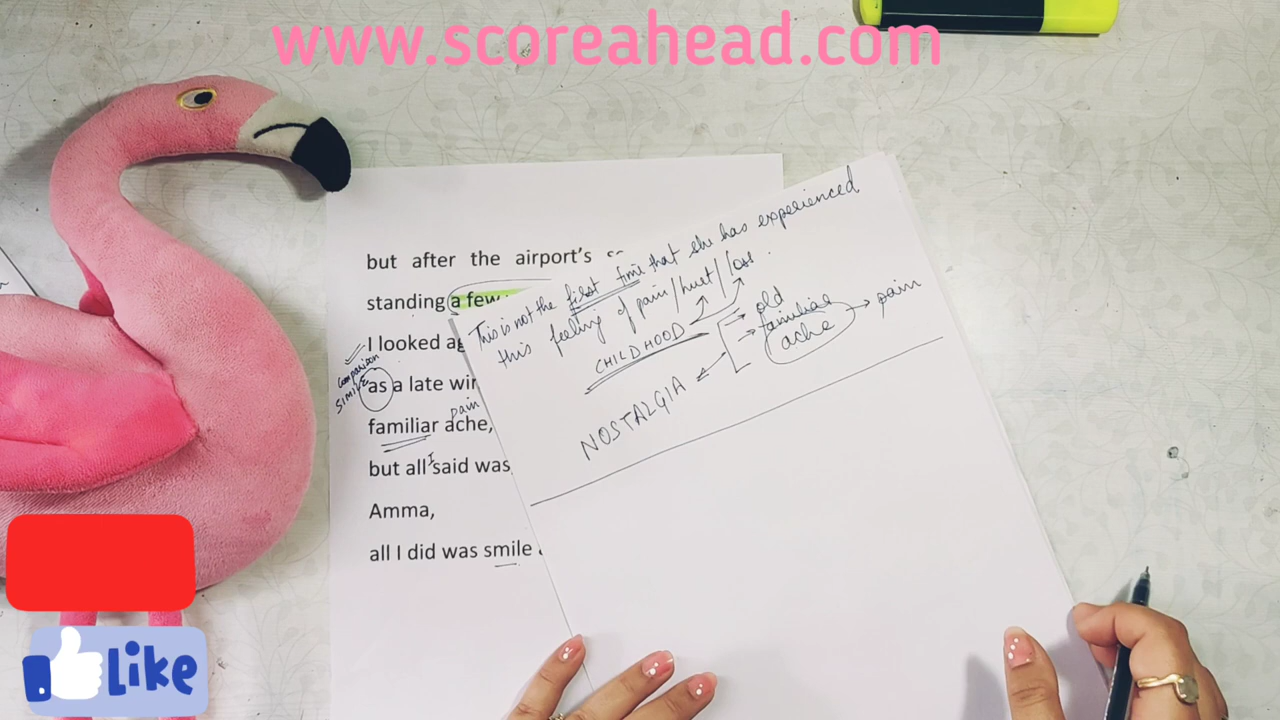 www.scoreahead.com
but after the airport's
standing a few
I looked ag
comparison
SIMILE
as a late win
pain
familiar ache,
but all I said was,
Amma,
all I did was smile
This is not the first time that she has experienced
this feeling of pain/hurt/loss.
CHILDHOOD
old
familiar
ache
pain
NOSTALGIA
Like